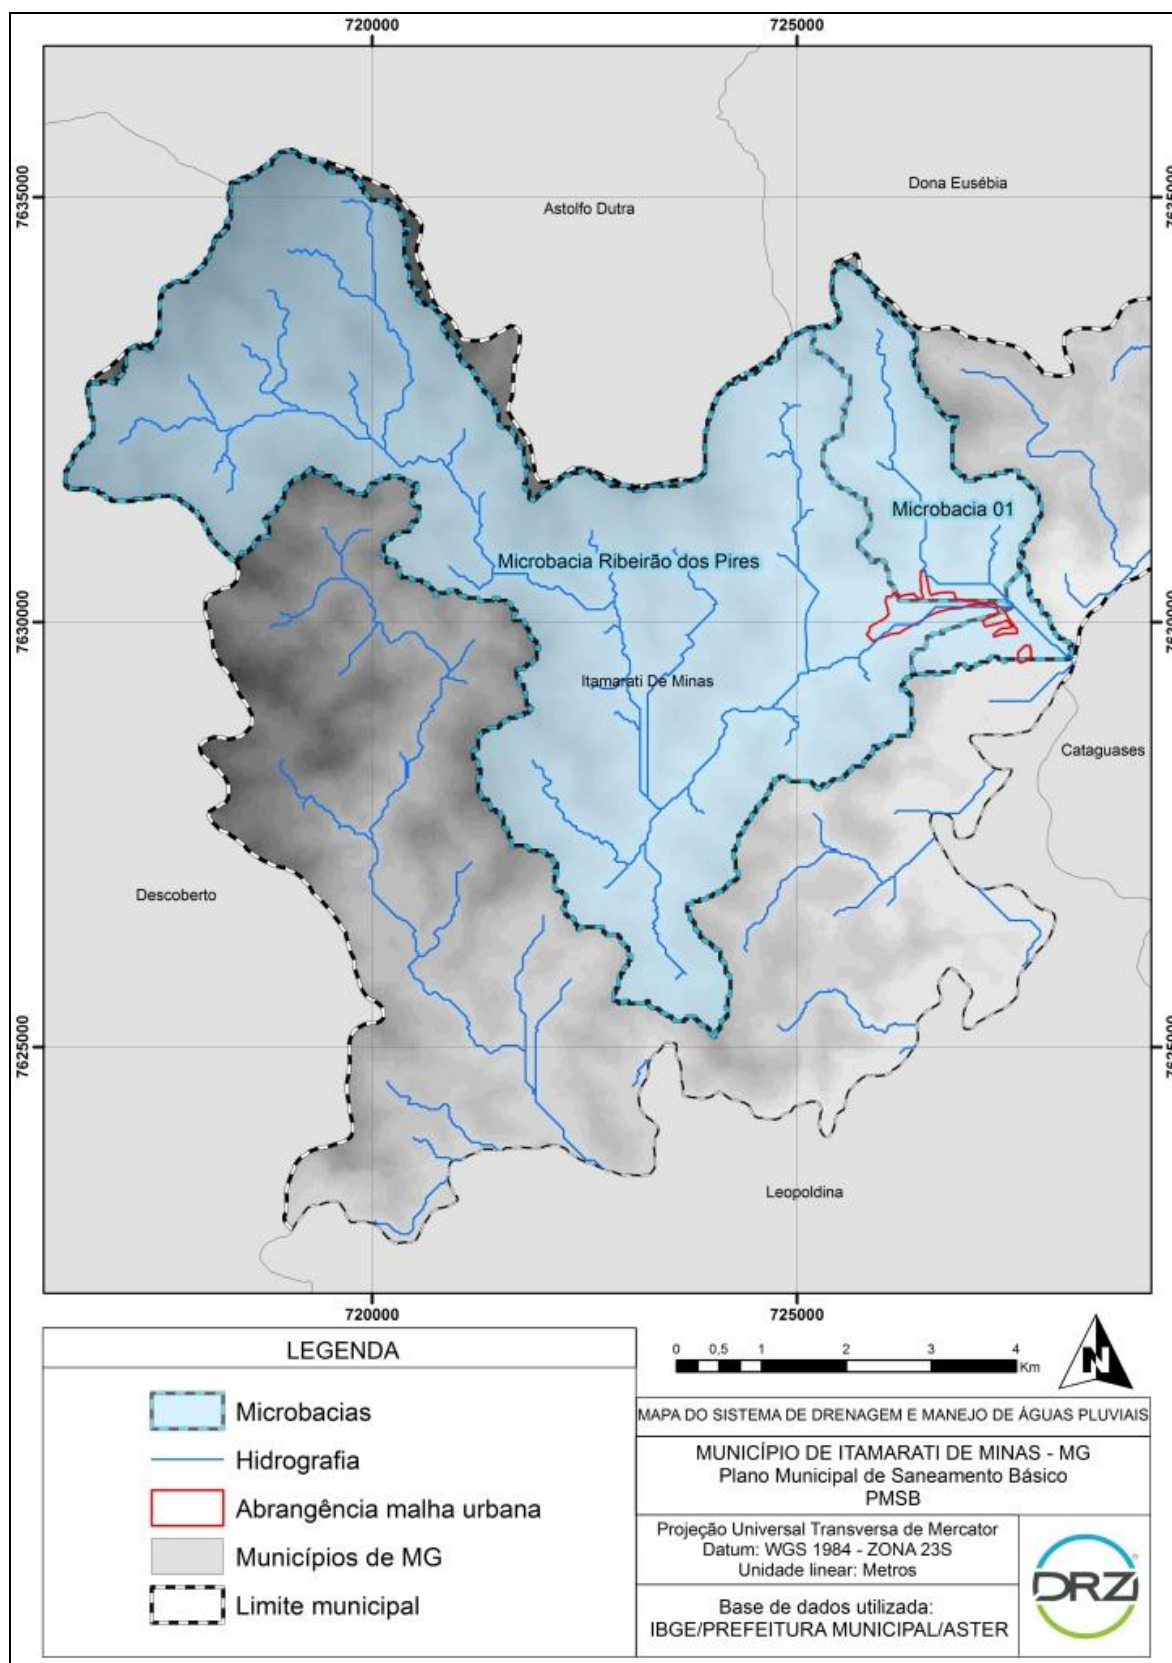 720000
725000
7635000
7635000
Dona Eusébia
Astolfo Dutra
Microbacia 01
Microbacia Ribeirão dos Pires
7630000
7630000
Itamarati De Minas
Cataguases
Descoberto
7625000
7625000
Leopoldina
720000
725000
LEGENDA
Microbacias
Hidrografia
Abrangência malha urbana
Municípios de MG
Limite municipal
0 0,5 1 2 3 4
Km
N
MAPA DO SISTEMA DE DRENAGEM E MANEJO DE ÁGUAS PLUVIAIS
MUNICÍPIO DE ITAMARATI DE MINAS - MG
Plano Municipal de Saneamento Básico
PMSB
Projeção Universal Transversa de Mercator
Datum: WGS 1984 - ZONA 23S
Unidade linear: Metros
Base de dados utilizada:
IBGE/PREFEITURA MUNICIPAL/ASTER
DRZ